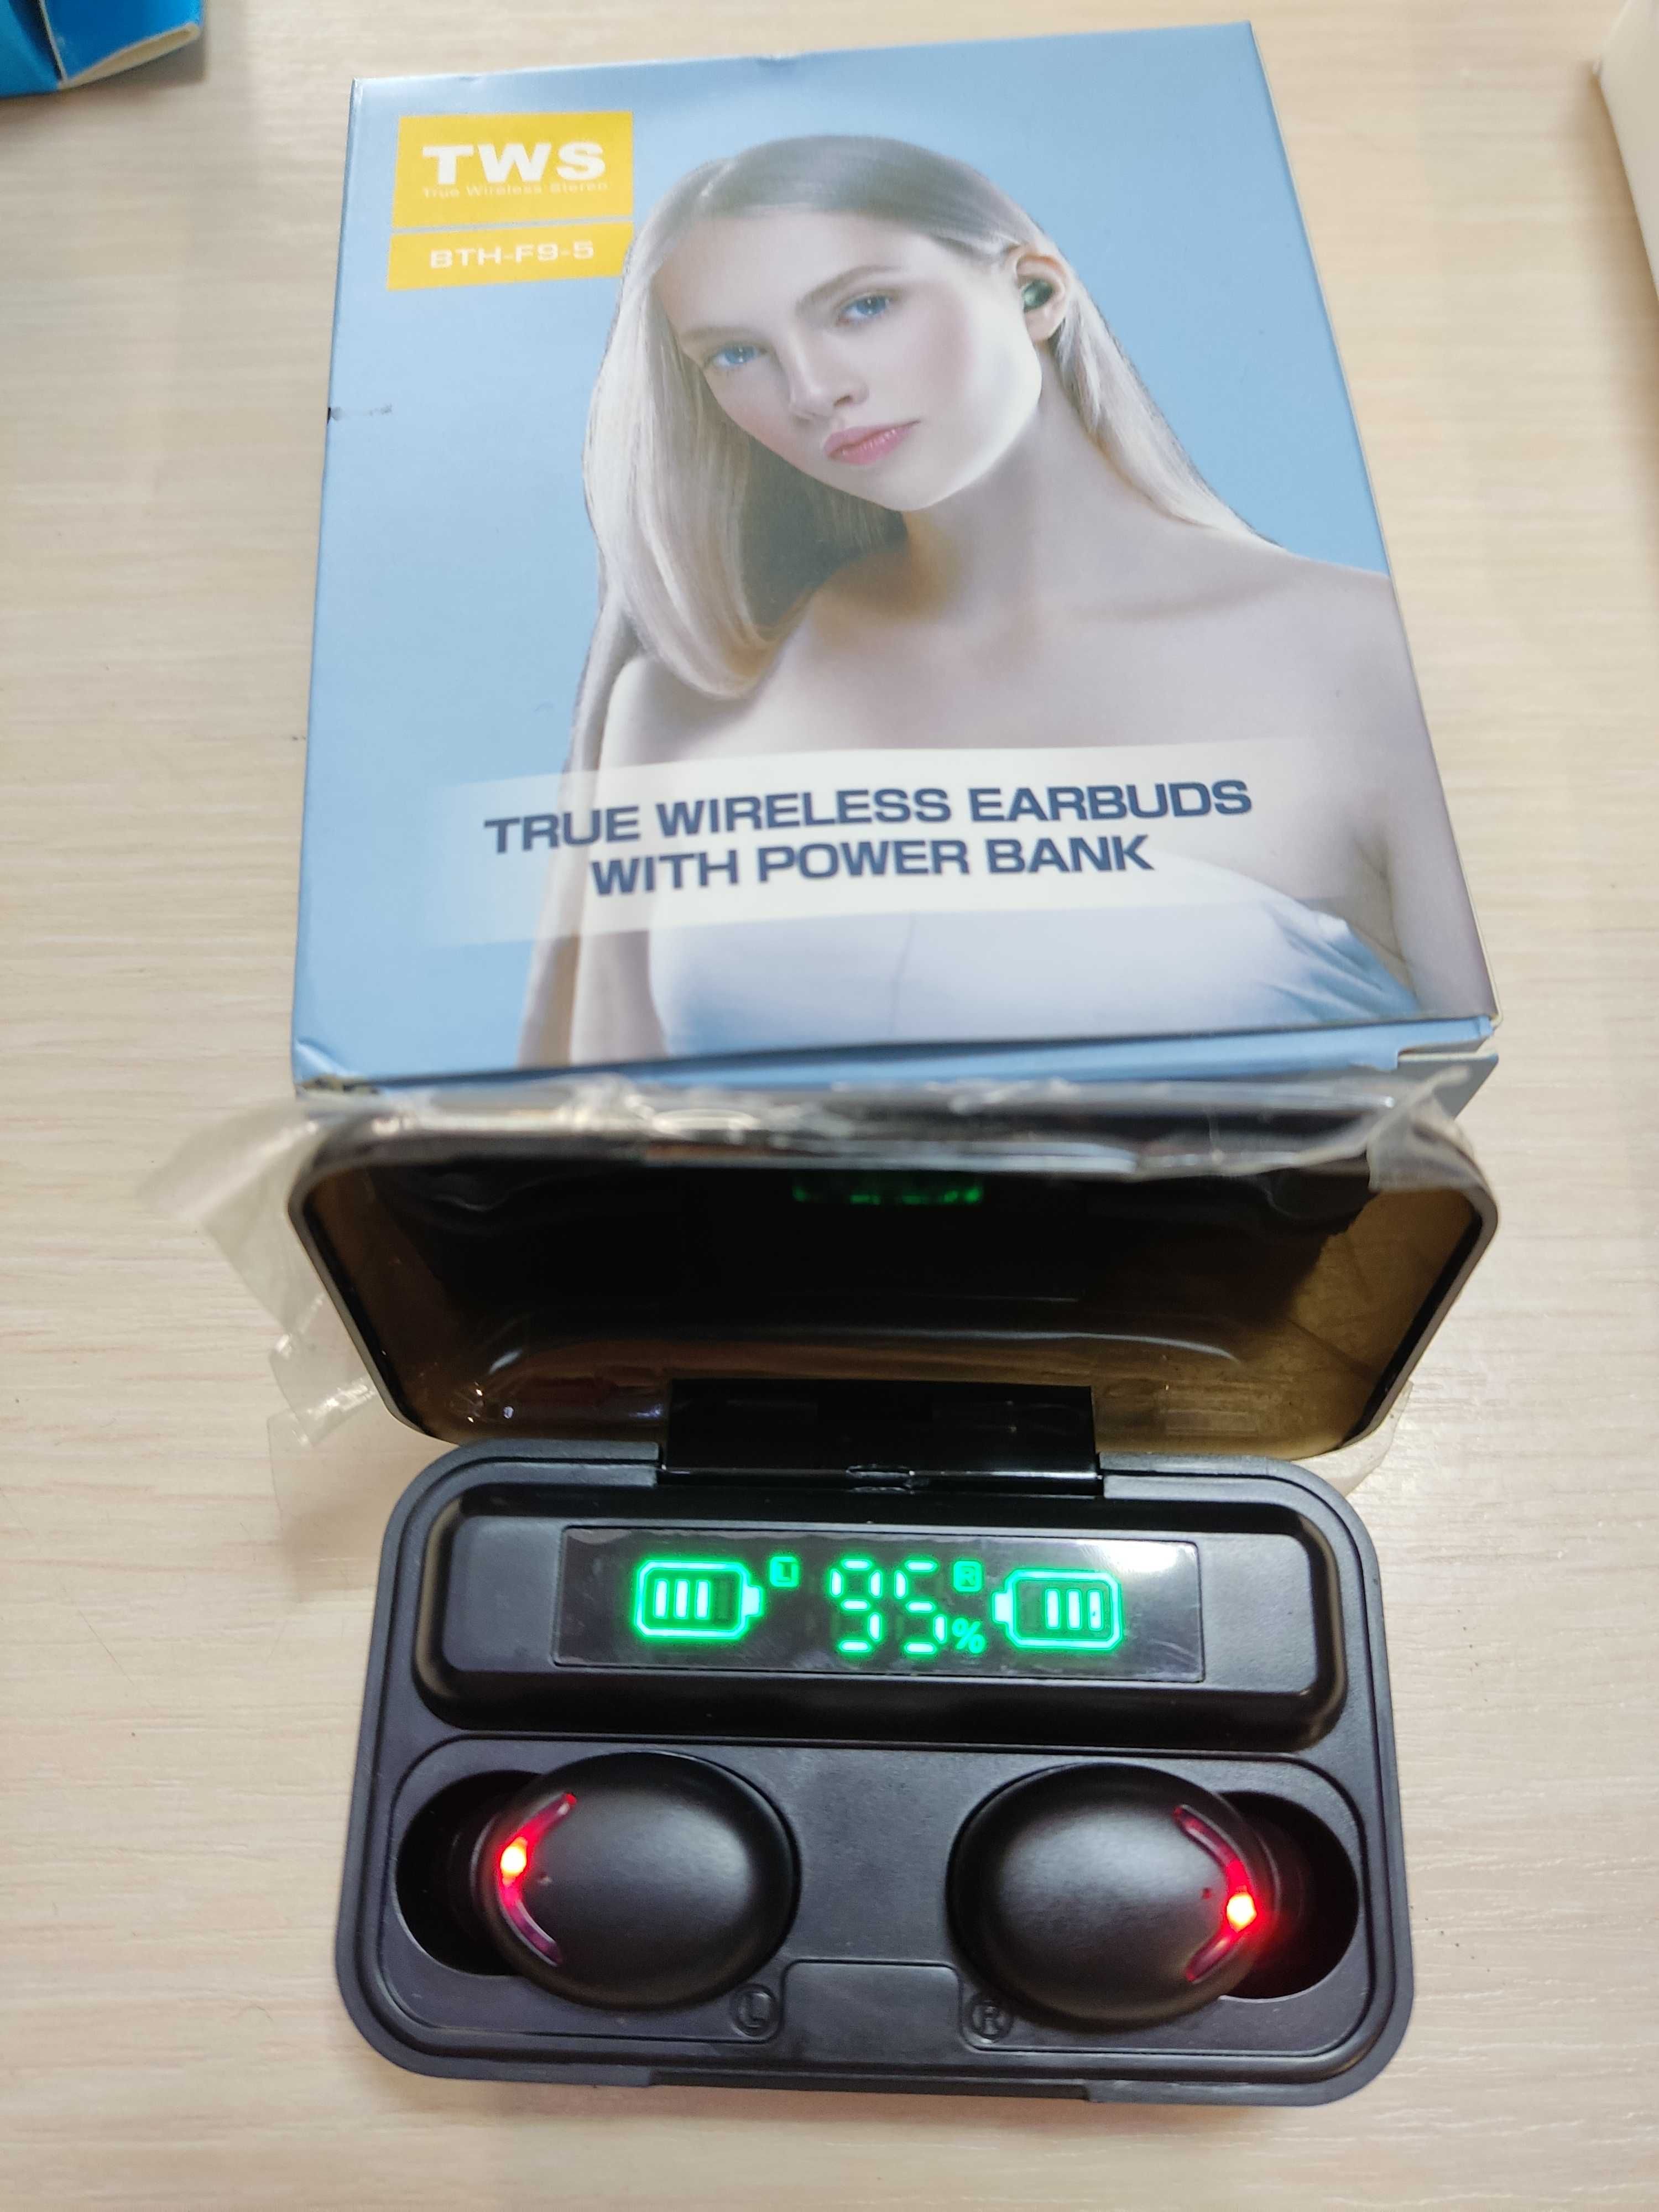 TWS
True Wireless Stereo
BTH-F9-5
TRUE WIRELESS EARBUDS
WITH POWER BANK
L 95% R
L R